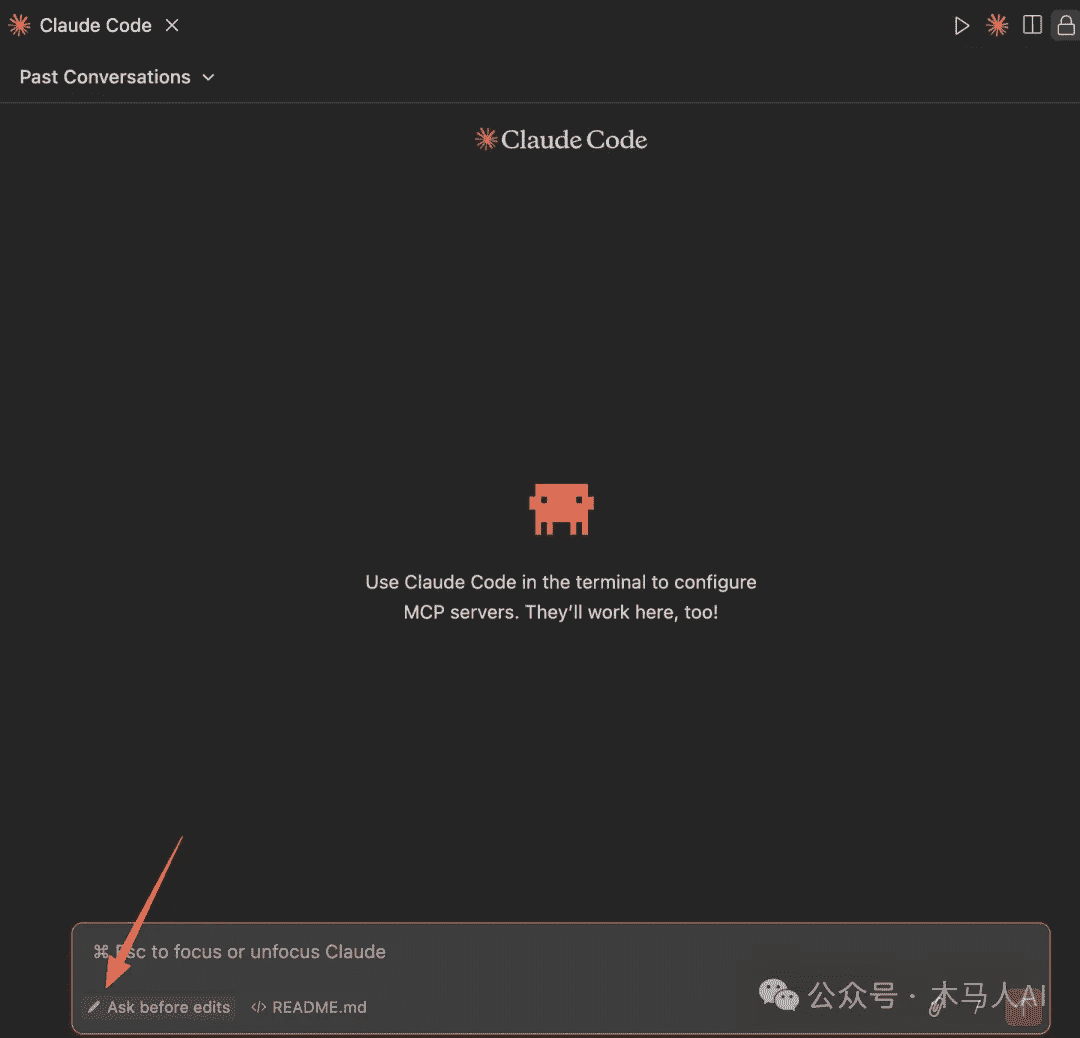 Claude Code
Past Conversations
Claude Code
Use Claude Code in the terminal to configure
MCP servers. They'll work here, too!
⌘ Esc to focus or unfocus Claude
Ask before edits </> README.md
公众号 · 木马人AI